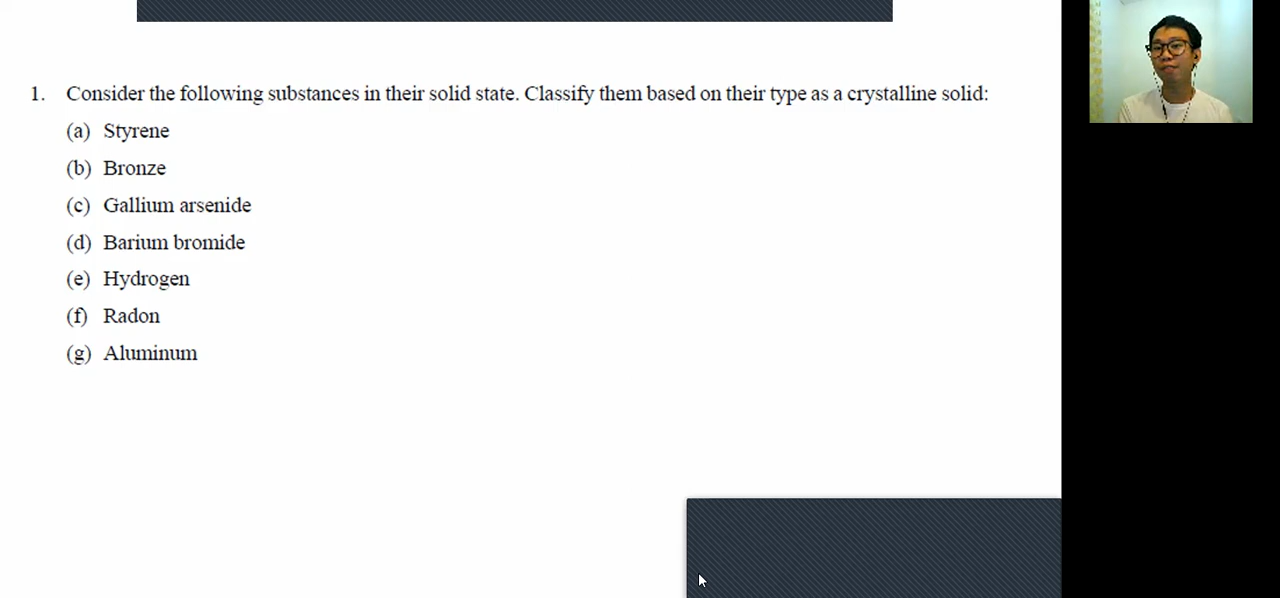 1. Consider the following substances in their solid state. Classify them based on their type as a crystalline solid:
(a) Styrene
(b) Bronze
(c) Gallium arsenide
(d) Barium bromide
(e) Hydrogen
(f) Radon
(g) Aluminum